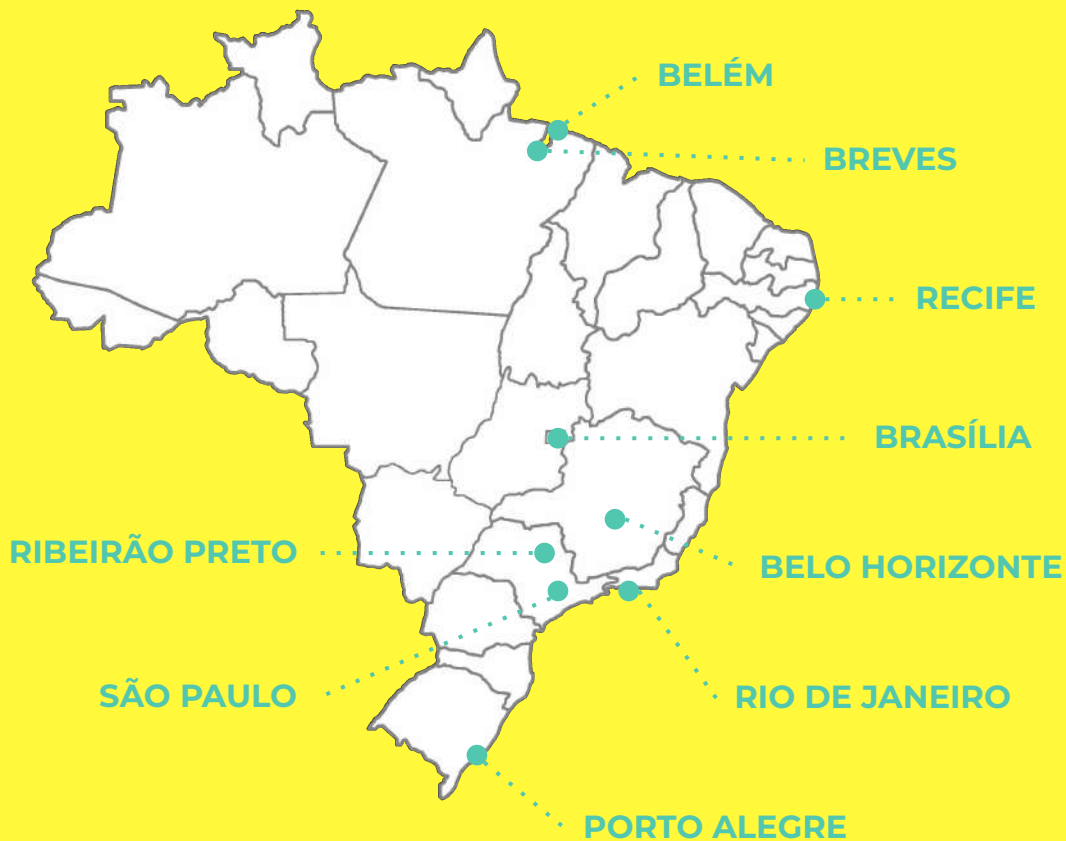 BELÉM
BREVES
RECIFE
BRASÍLIA
RIBEIRÃO PRETO
BELO HORIZONTE
SÃO PAULO
RIO DE JANEIRO
PORTO ALEGRE